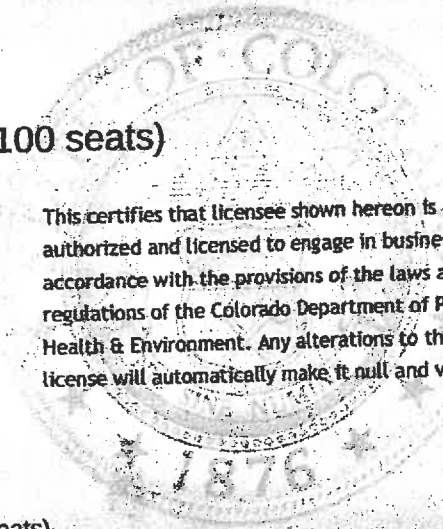 OF COLO
100 seats)
This certifies that licensee shown hereon is
authorized and licensed to engage in busine
accordance with the provisions of the laws a
regulations of the Colorado Department of P
Health & Environment. Any alterations to th
license will automatically make it null and v
1876
eats)